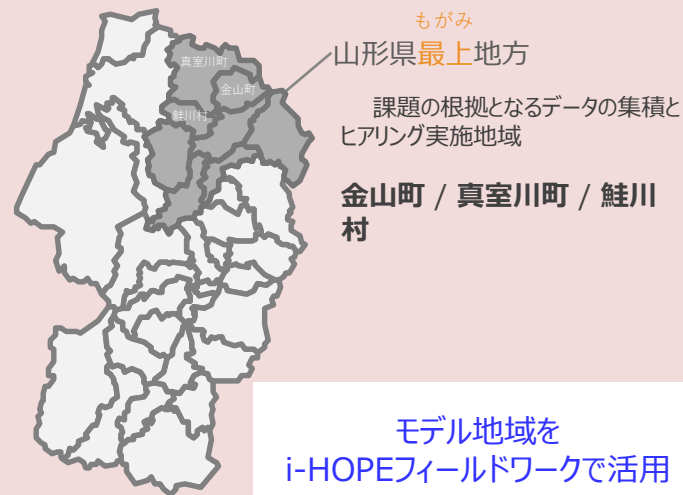 もがみ
山形県最上地方
真室川町
金山町
鮭川村
課題の根拠となるデータの集積と
ヒアリング実施地域
金山町 / 真室川町 / 鮭川
村
モデル地域を
i-HOPEフィールドワークで活用